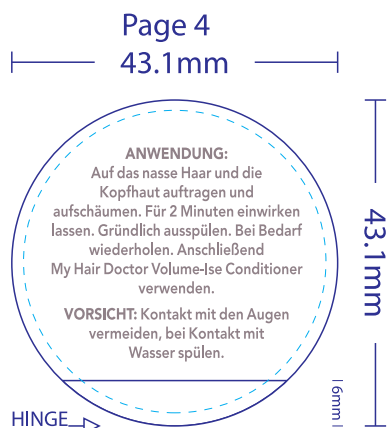 Page 4
43.1mm
ANWENDUNG:
Auf das nasse Haar und die
Kopfhaut auftragen und
aufschäumen. Für 2 Minuten einwirken
lassen. Gründlich ausspülen. Bei Bedarf
wiederholen. Anschließend
My Hair Doctor Volume-Ise Conditioner
verwenden.
VORSICHT: Kontakt mit den Augen
vermeiden, bei Kontakt mit
Wasser spülen.
43.1mm
6mm
HINGE